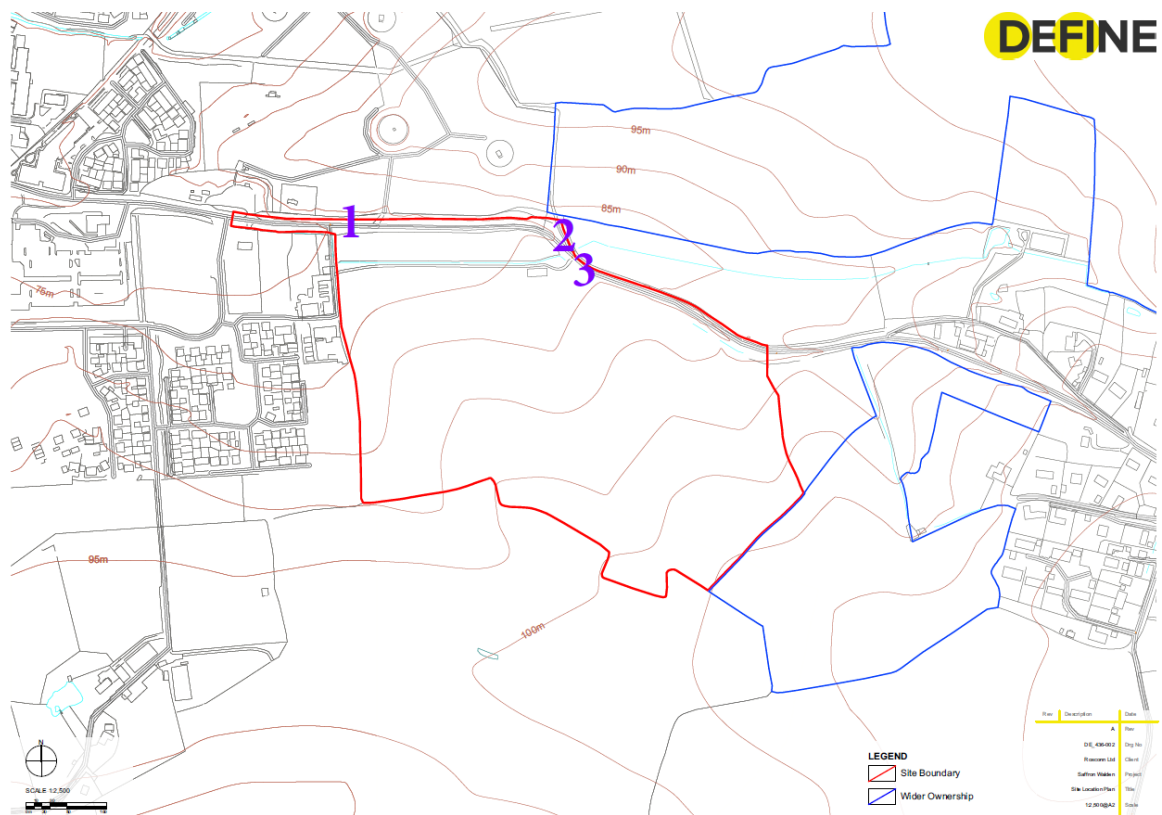 DEFINE
95m
90m
85m
1
2
3
75m
95m
100m
N
SCALE 1:2,500
LEGEND
Site Boundary
Wider Ownership
Rev Description Date
A Rev
DE_436-002 Drg No
Rosconn Ltd Client
Saffron Walden Project
Site Location Plan Title
1:2,500@A2 Scale